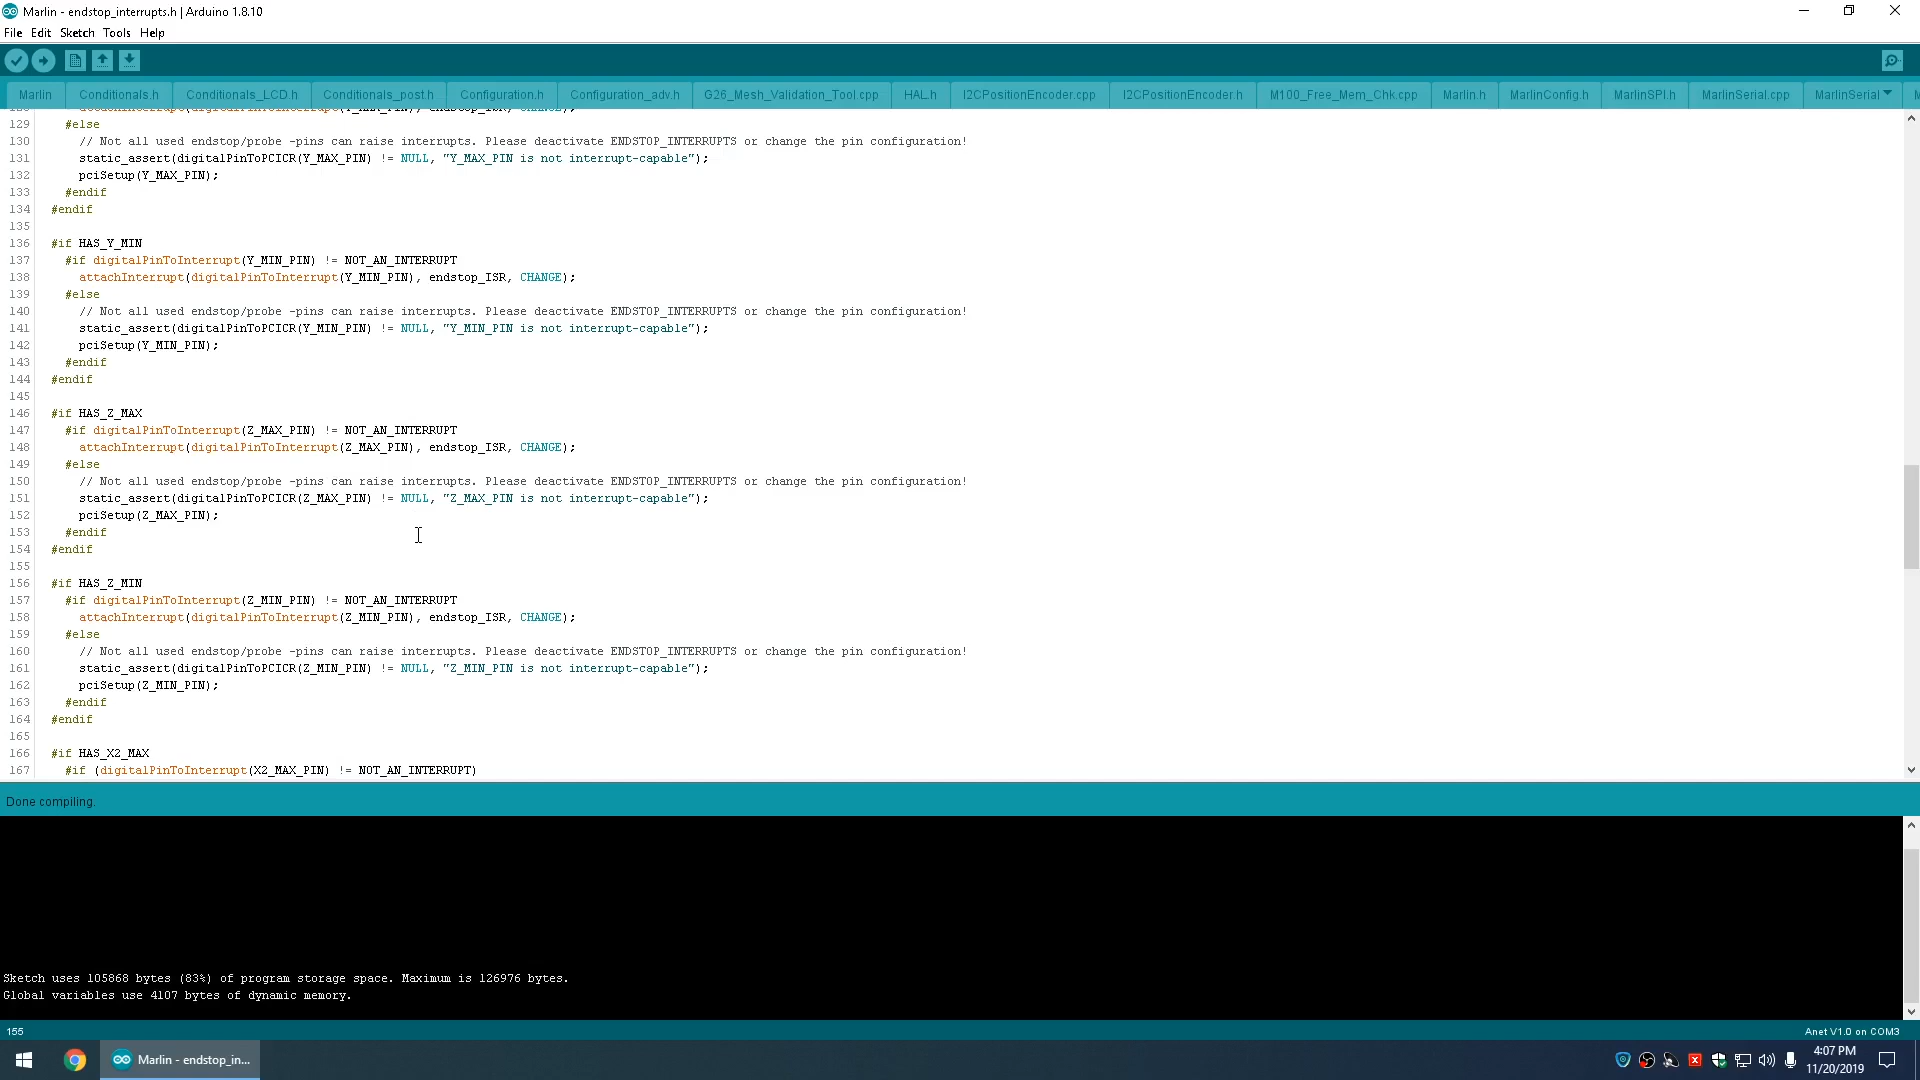 Marlin - endstop_interrupts.h | Arduino 1.8.10
File Edit Sketch Tools Help
Marlin Conditionals.h Conditionals_LCD.h Conditionals_post.h Configuration.h Configuration_adv.h G26_Mesh_Validation_Tool.cpp HAL.h I2CPositionEncoder.cpp I2CPositionEncoder.h M100_Free_Mem_Chk.cpp Marlin.h MarlinConfig.h MarlinSPI.h MarlinSerial.cpp MarlinSerial
128 attachInterrupt(digitalPinToInterrupt(Y_MAX_PIN), endstop_ISR, CHANGE);
129 #else
130 // Not all used endstop/probe -pins can raise interrupts. Please deactivate ENDSTOP_INTERRUPTS or change the pin configuration!
131 static_assert(digitalPinToPCICR(Y_MAX_PIN) != NULL, "Y_MAX_PIN is not interrupt-capable");
132 pciSetup(Y_MAX_PIN);
133 #endif
134 #endif
135
136 #if HAS_Y_MIN
137 #if digitalPinToInterrupt(Y_MIN_PIN) != NOT_AN_INTERRUPT
138 attachInterrupt(digitalPinToInterrupt(Y_MIN_PIN), endstop_ISR, CHANGE);
139 #else
140 // Not all used endstop/probe -pins can raise interrupts. Please deactivate ENDSTOP_INTERRUPTS or change the pin configuration!
141 static_assert(digitalPinToPCICR(Y_MIN_PIN) != NULL, "Y_MIN_PIN is not interrupt-capable");
142 pciSetup(Y_MIN_PIN);
143 #endif
144 #endif
145
146 #if HAS_Z_MAX
147 #if digitalPinToInterrupt(Z_MAX_PIN) != NOT_AN_INTERRUPT
148 attachInterrupt(digitalPinToInterrupt(Z_MAX_PIN), endstop_ISR, CHANGE);
149 #else
150 // Not all used endstop/probe -pins can raise interrupts. Please deactivate ENDSTOP_INTERRUPTS or change the pin configuration!
151 static_assert(digitalPinToPCICR(Z_MAX_PIN) != NULL, "Z_MAX_PIN is not interrupt-capable");
152 pciSetup(Z_MAX_PIN);
153 #endif
154 #endif
155
156 #if HAS_Z_MIN
157 #if digitalPinToInterrupt(Z_MIN_PIN) != NOT_AN_INTERRUPT
158 attachInterrupt(digitalPinToInterrupt(Z_MIN_PIN), endstop_ISR, CHANGE);
159 #else
160 // Not all used endstop/probe -pins can raise interrupts. Please deactivate ENDSTOP_INTERRUPTS or change the pin configuration!
161 static_assert(digitalPinToPCICR(Z_MIN_PIN) != NULL, "Z_MIN_PIN is not interrupt-capable");
162 pciSetup(Z_MIN_PIN);
163 #endif
164 #endif
165
166 #if HAS_X2_MAX
167 #if (digitalPinToInterrupt(X2_MAX_PIN) != NOT_AN_INTERRUPT)
Done compiling.
Sketch uses 105868 bytes (83%) of program storage space. Maximum is 126976 bytes.
Global variables use 4107 bytes of dynamic memory.
155 Anet V1.0 on COM3
Marlin - endstop_in... 4:07 PM
11/20/2019